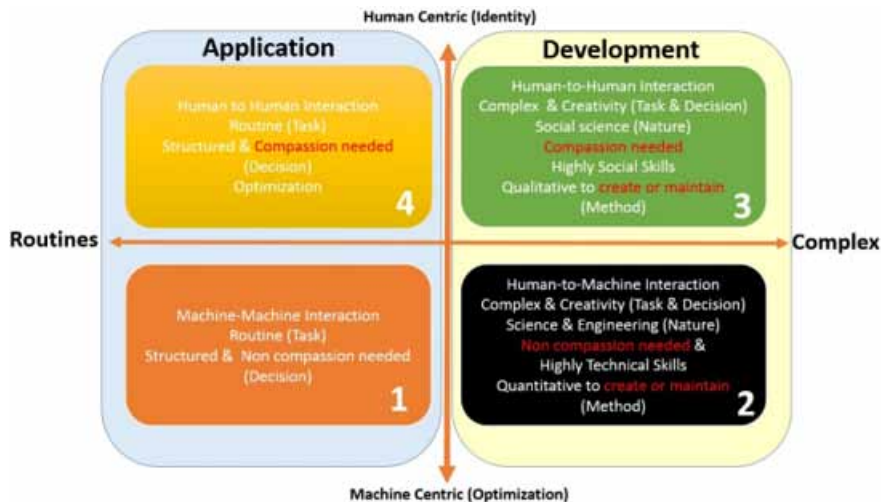 Human Centric (Identity)
Application
Human to Human Interaction
Routine (Task)
Structured & Compassion needed
(Decision)
Optimization
4
Development
Human-to-Human Interaction
Complex & Creativity (Task & Decision)
Social science (Nature)
Compassion needed
Highly Social Skills
Qualitative to create or maintain
(Method)
3
Routines
Complex
Machine-Machine Interaction
Routine (Task)
Structured & Non compassion needed
(Decision)
1
Human-to-Machine Interaction
Complex & Creativity (Task & Decision)
Science & Engineering (Nature)
Non compassion needed &
Highly Technical Skills
Quantitative to create or maintain
(Method)
2
Machine Centric (Optimization)